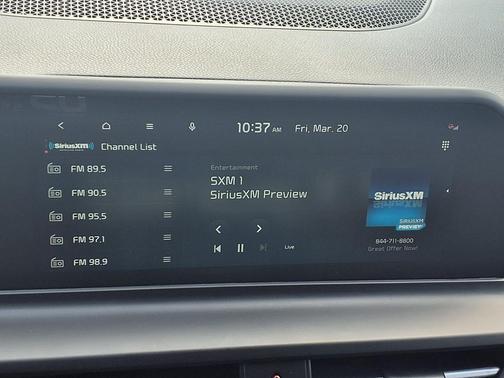 10:37 AM Fri, Mar. 20
SiriusXM Channel List
FM 89.5
FM 90.5
FM 95.5
FM 97.1
FM 98.9
Entertainment
SXM 1
SiriusXM Preview
Live
SiriusXM
SIRIUSXM
PREVIEW
844-711-8800
Great Offer Now!